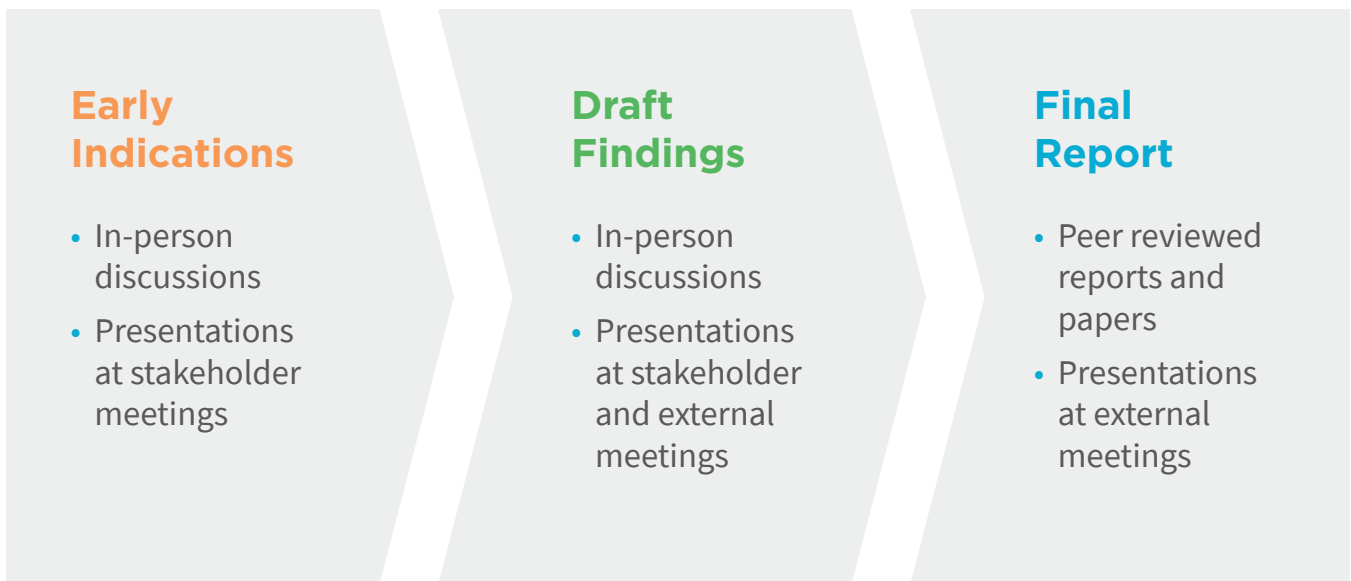 Early
Indications
• In-person
discussions
• Presentations
at stakeholder
meetings
Draft
Findings
• In-person
discussions
• Presentations
at stakeholder
and external
meetings
Final
Report
• Peer reviewed
reports and
papers
• Presentations
at external
meetings